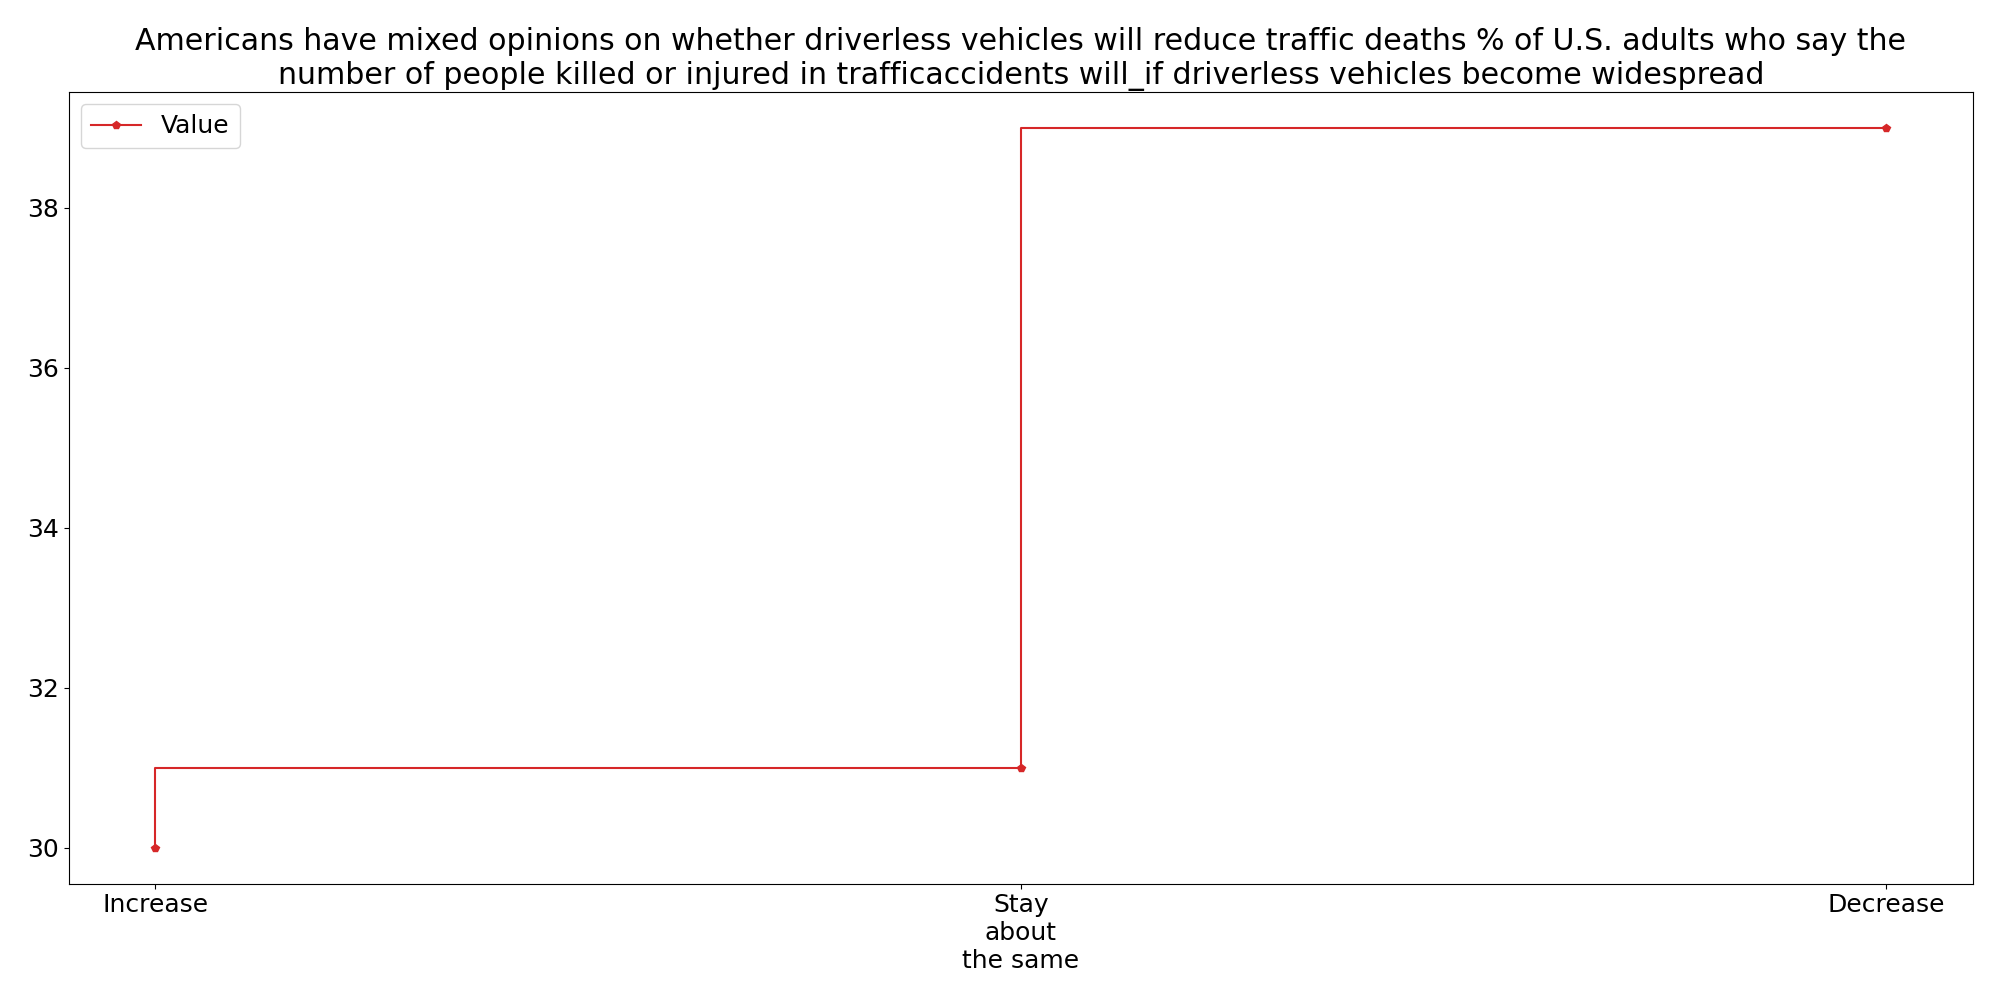 Americans have mixed opinions on whether driverless vehicles will reduce traffic deaths % of U.S. adults who say the
number of people killed or injured in trafficaccidents will_if driverless vehicles become widespread
Value
38
36
34
32
30
Increase
Stay
about
the same
Decrease